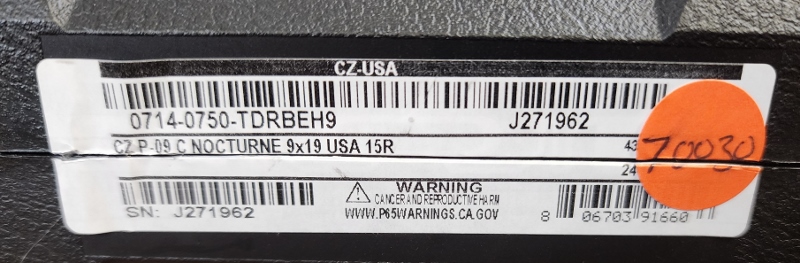 CZ-USA
0714-0750-TDRBEH9 J271962
CZ P-09 C NOCTURNE 9x19 USA 15R 43
24
70030
WARNING
CANCER AND REPRODUCTIVE HARM
WWW.P65WARNINGS.CA.GOV
SN: J271962
8 06703 91660